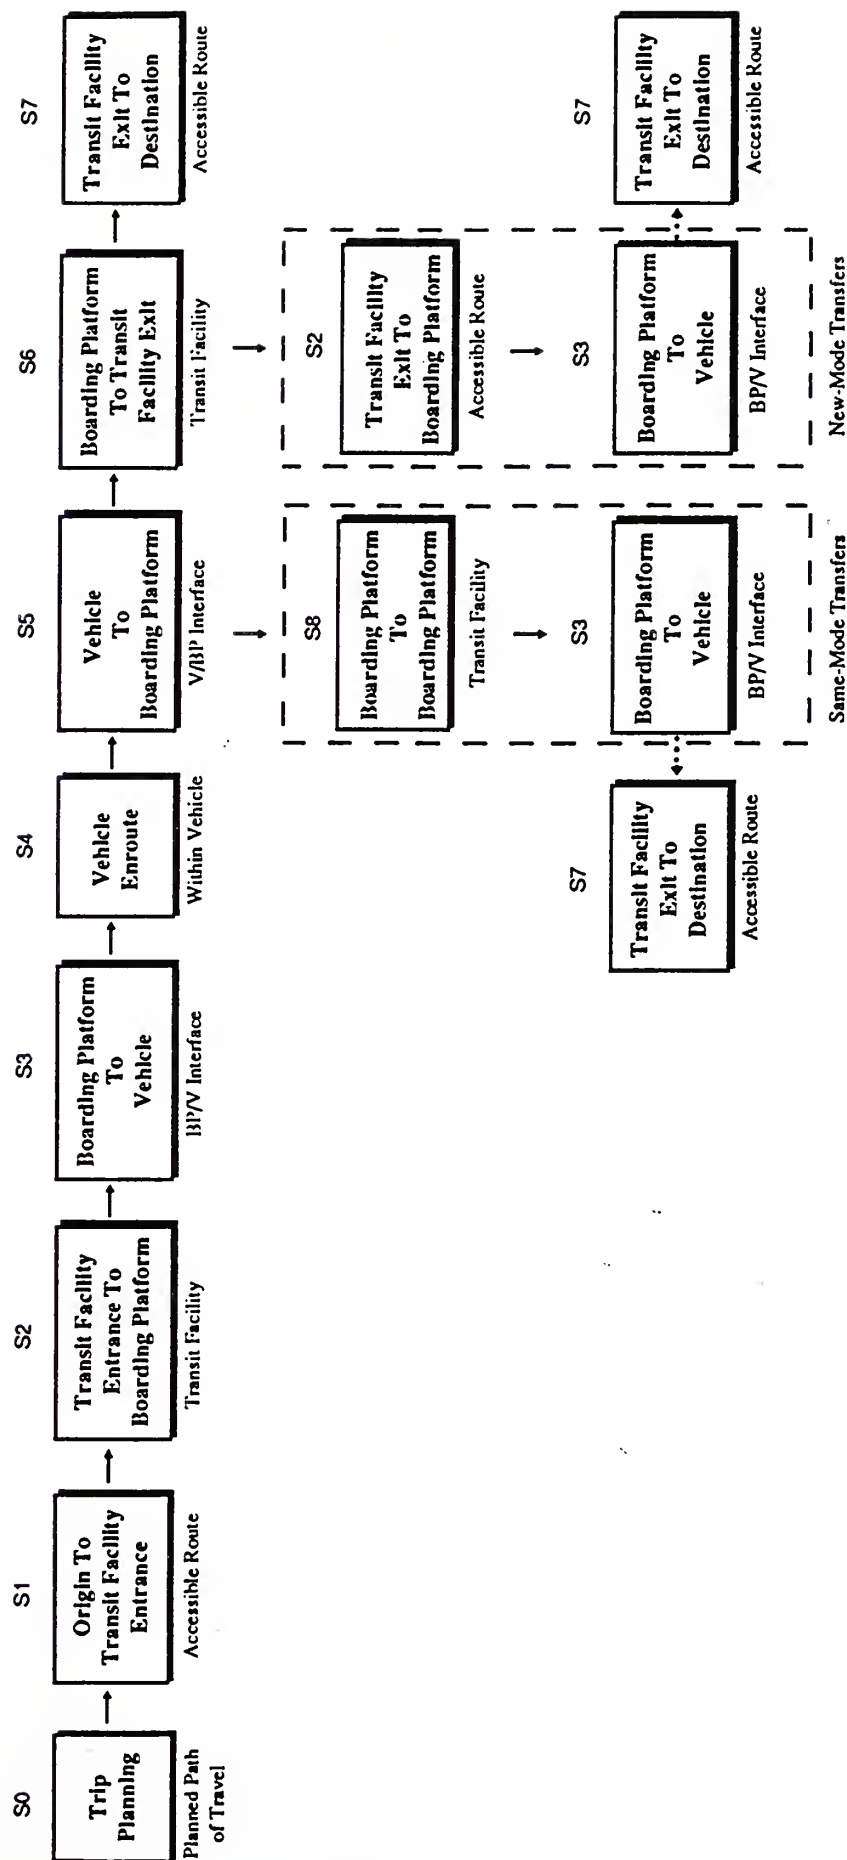 S0
Trip
Planning
Planned Path
of Travel
S1
Origin To
Transit Facility
Entrance
Accessible Route
S2
Transit Facility
Entrance To
Boarding Platform
Transit Facility
S3
Boarding Platform
To
Vehicle
BP/V Interface
S4
Vehicle
Enroute
Within Vehicle
S5
Vehicle
To
Boarding Platform
V/BP Interface
S6
Boarding Platform
To Transit
Facility Exit
Transit Facility
S7
Transit Facility
Exit To
Destination
Accessible Route
S8
Boarding Platform
To
Boarding Platform
Transit Facility
S3
Boarding Platform
To
Vehicle
BP/V Interface
Same-Mode Transfers
S7
Transit Facility
Exit To
Destination
Accessible Route
S2
Transit Facility
Exit To
Boarding Platform
Accessible Route
S3
Boarding Platform
To
Vehicle
BP/V Interface
New-Mode Transfers
S7
Transit Facility
Exit To
Destination
Accessible Route